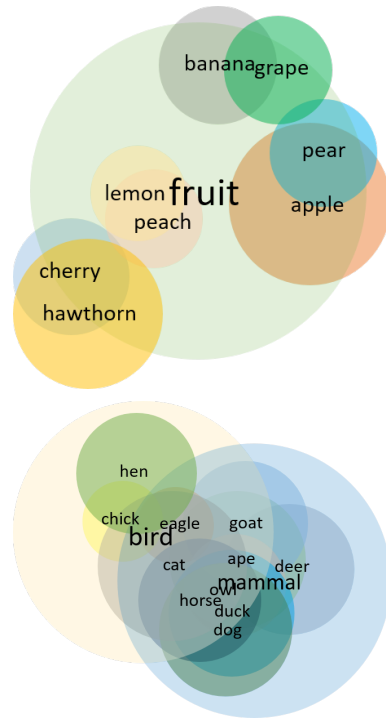 banana
grape
pear
lemon
fruit
apple
peach
cherry
hawthorn
hen
chick
eagle
goat
bird
ape
cat
deer
mammal
owl
horse
duck
dog